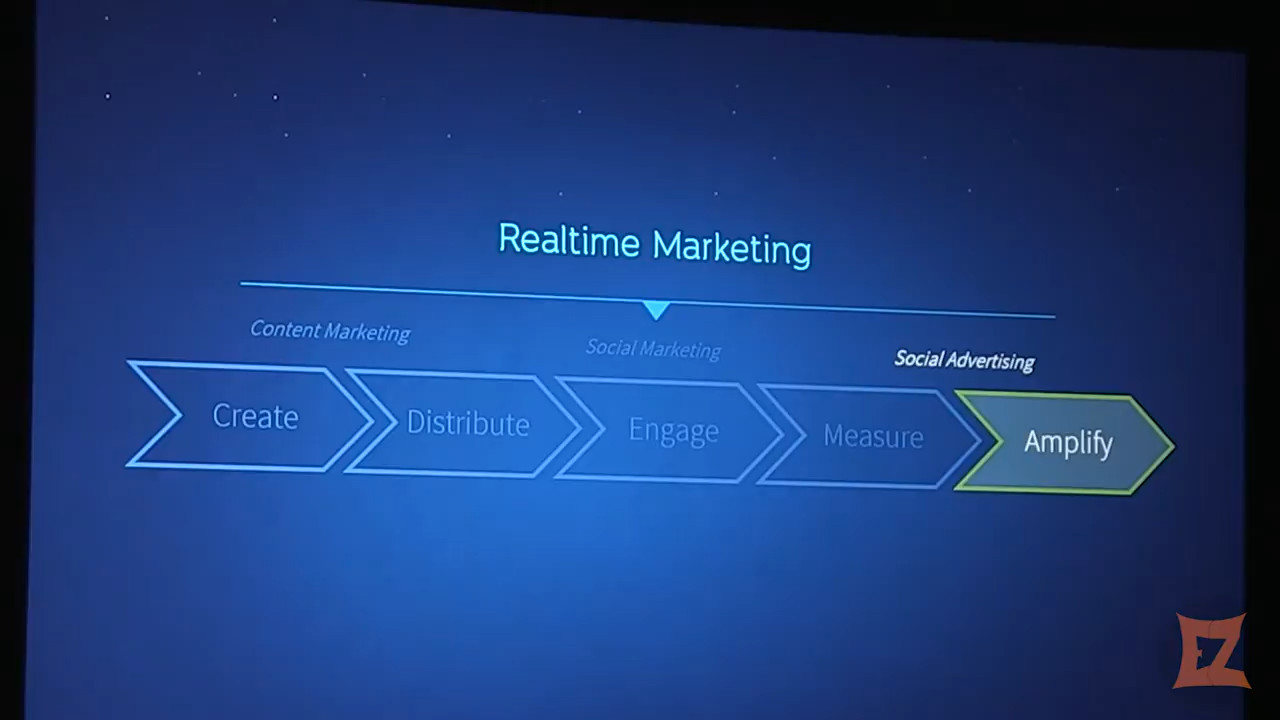 Realtime Marketing
Content Marketing
Social Marketing
Social Advertising
Create
Distribute
Engage
Measure
Amplify
EZ